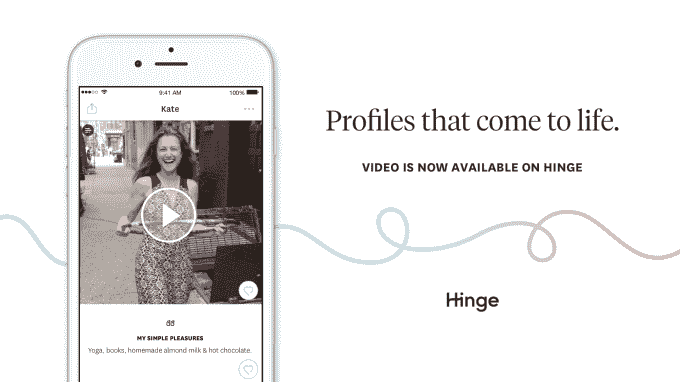 9:41 AM
100%
Kate
MY SIMPLE PLEASURES
Yoga, books, homemade almond milk & hot chocolate.
Profiles that come to life.
VIDEO IS NOW AVAILABLE ON HINGE
Hinge